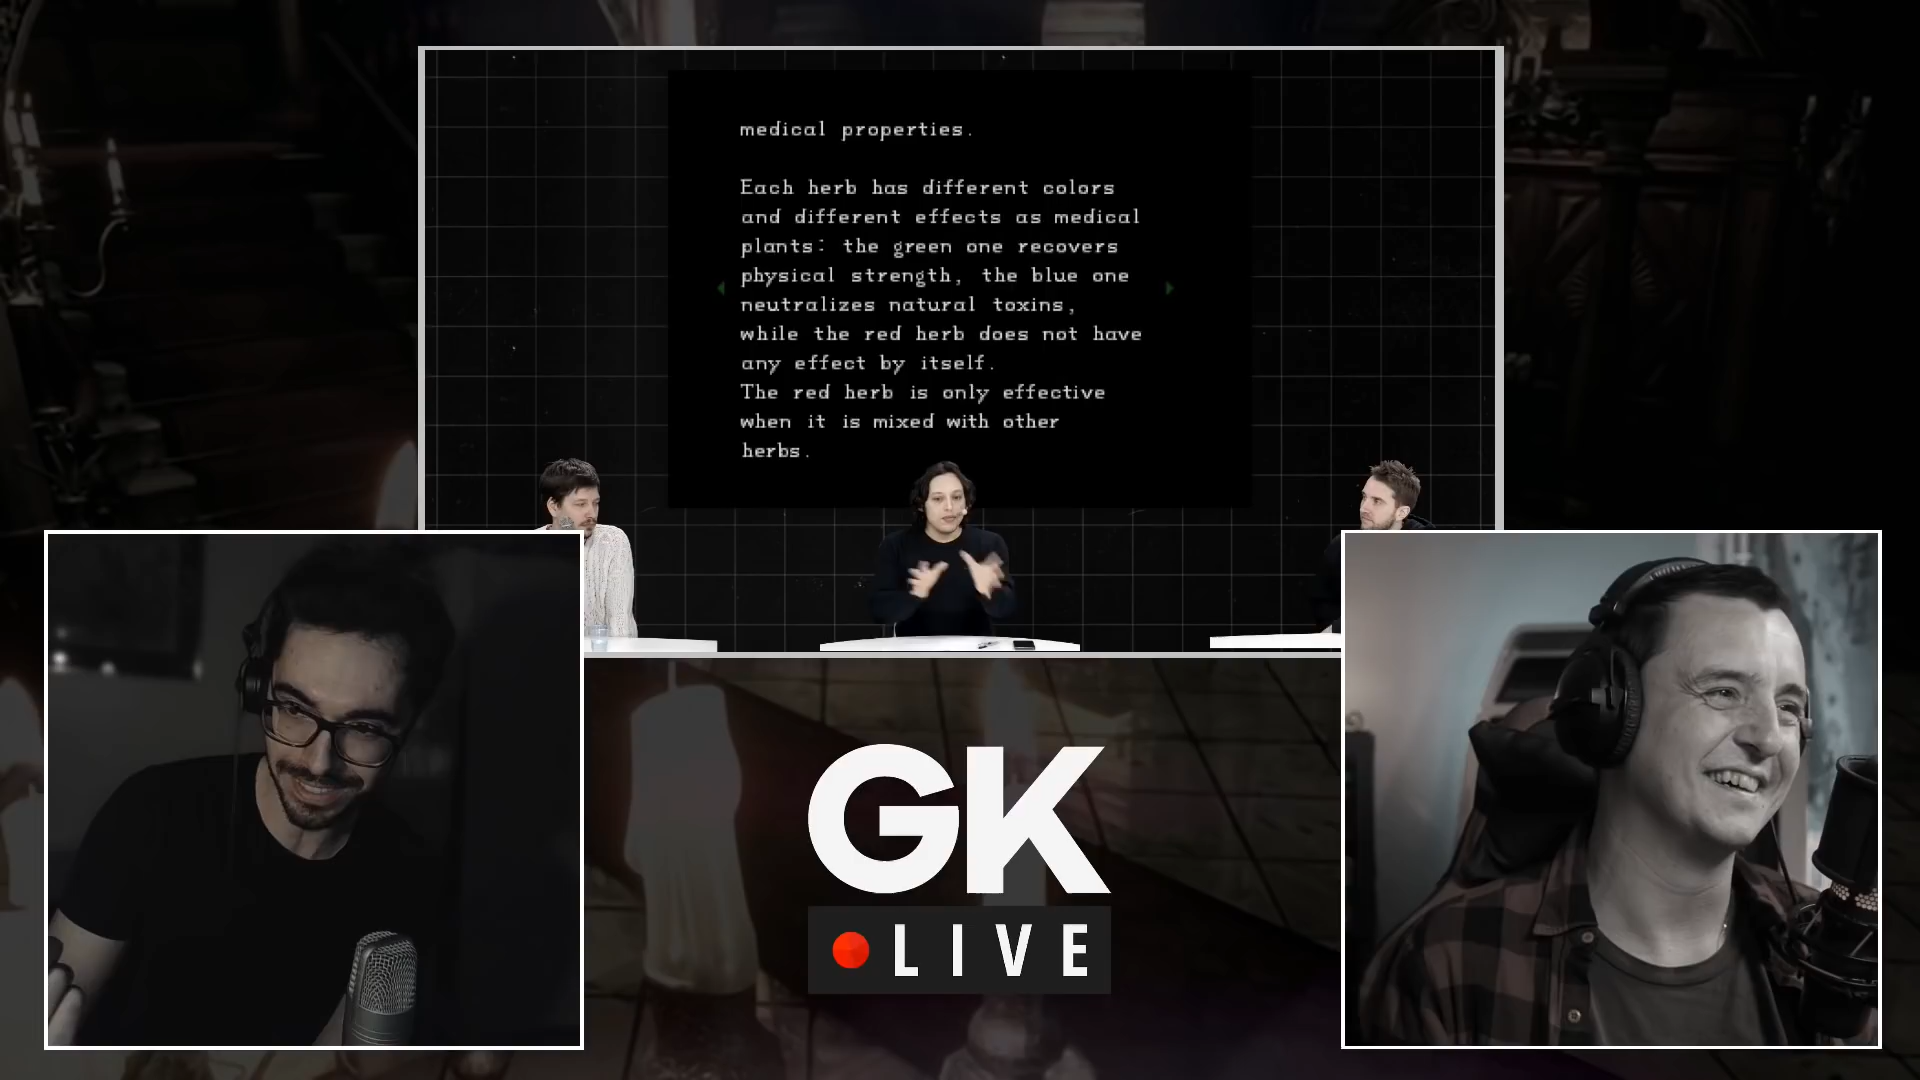 medical properties.
Each herb has different colors
and different effects as medical
plants: the green one recovers
physical strength, the blue one
neutralizes natural toxins,
while the red herb does not have
any effect by itself.
The red herb is only effective
when it is mixed with other
herbs.
GK
LIVE